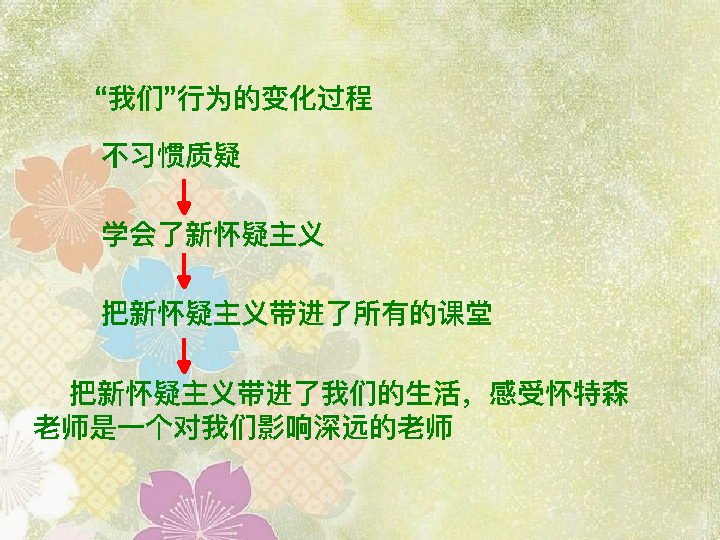 “我们”行为的变化过程
不习惯质疑
学会了新怀疑主义
把新怀疑主义带进了所有的课堂
把新怀疑主义带进了我们的生活，感受怀特森
老师是一个对我们影响深远的老师